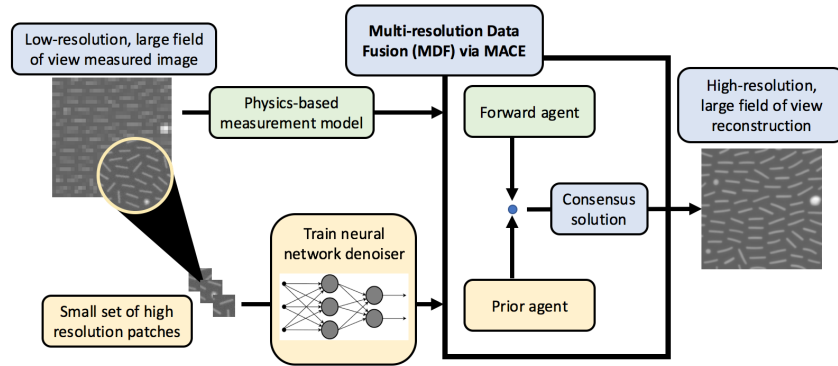 Low-resolution, large field
of view measured image
Physics-based
measurement model
Multi-resolution Data
Fusion (MDF) via MACE
Forward agent
Consensus
solution
High-resolution,
large field of view
reconstruction
Small set of high
resolution patches
Train neural
network denoiser
Prior agent